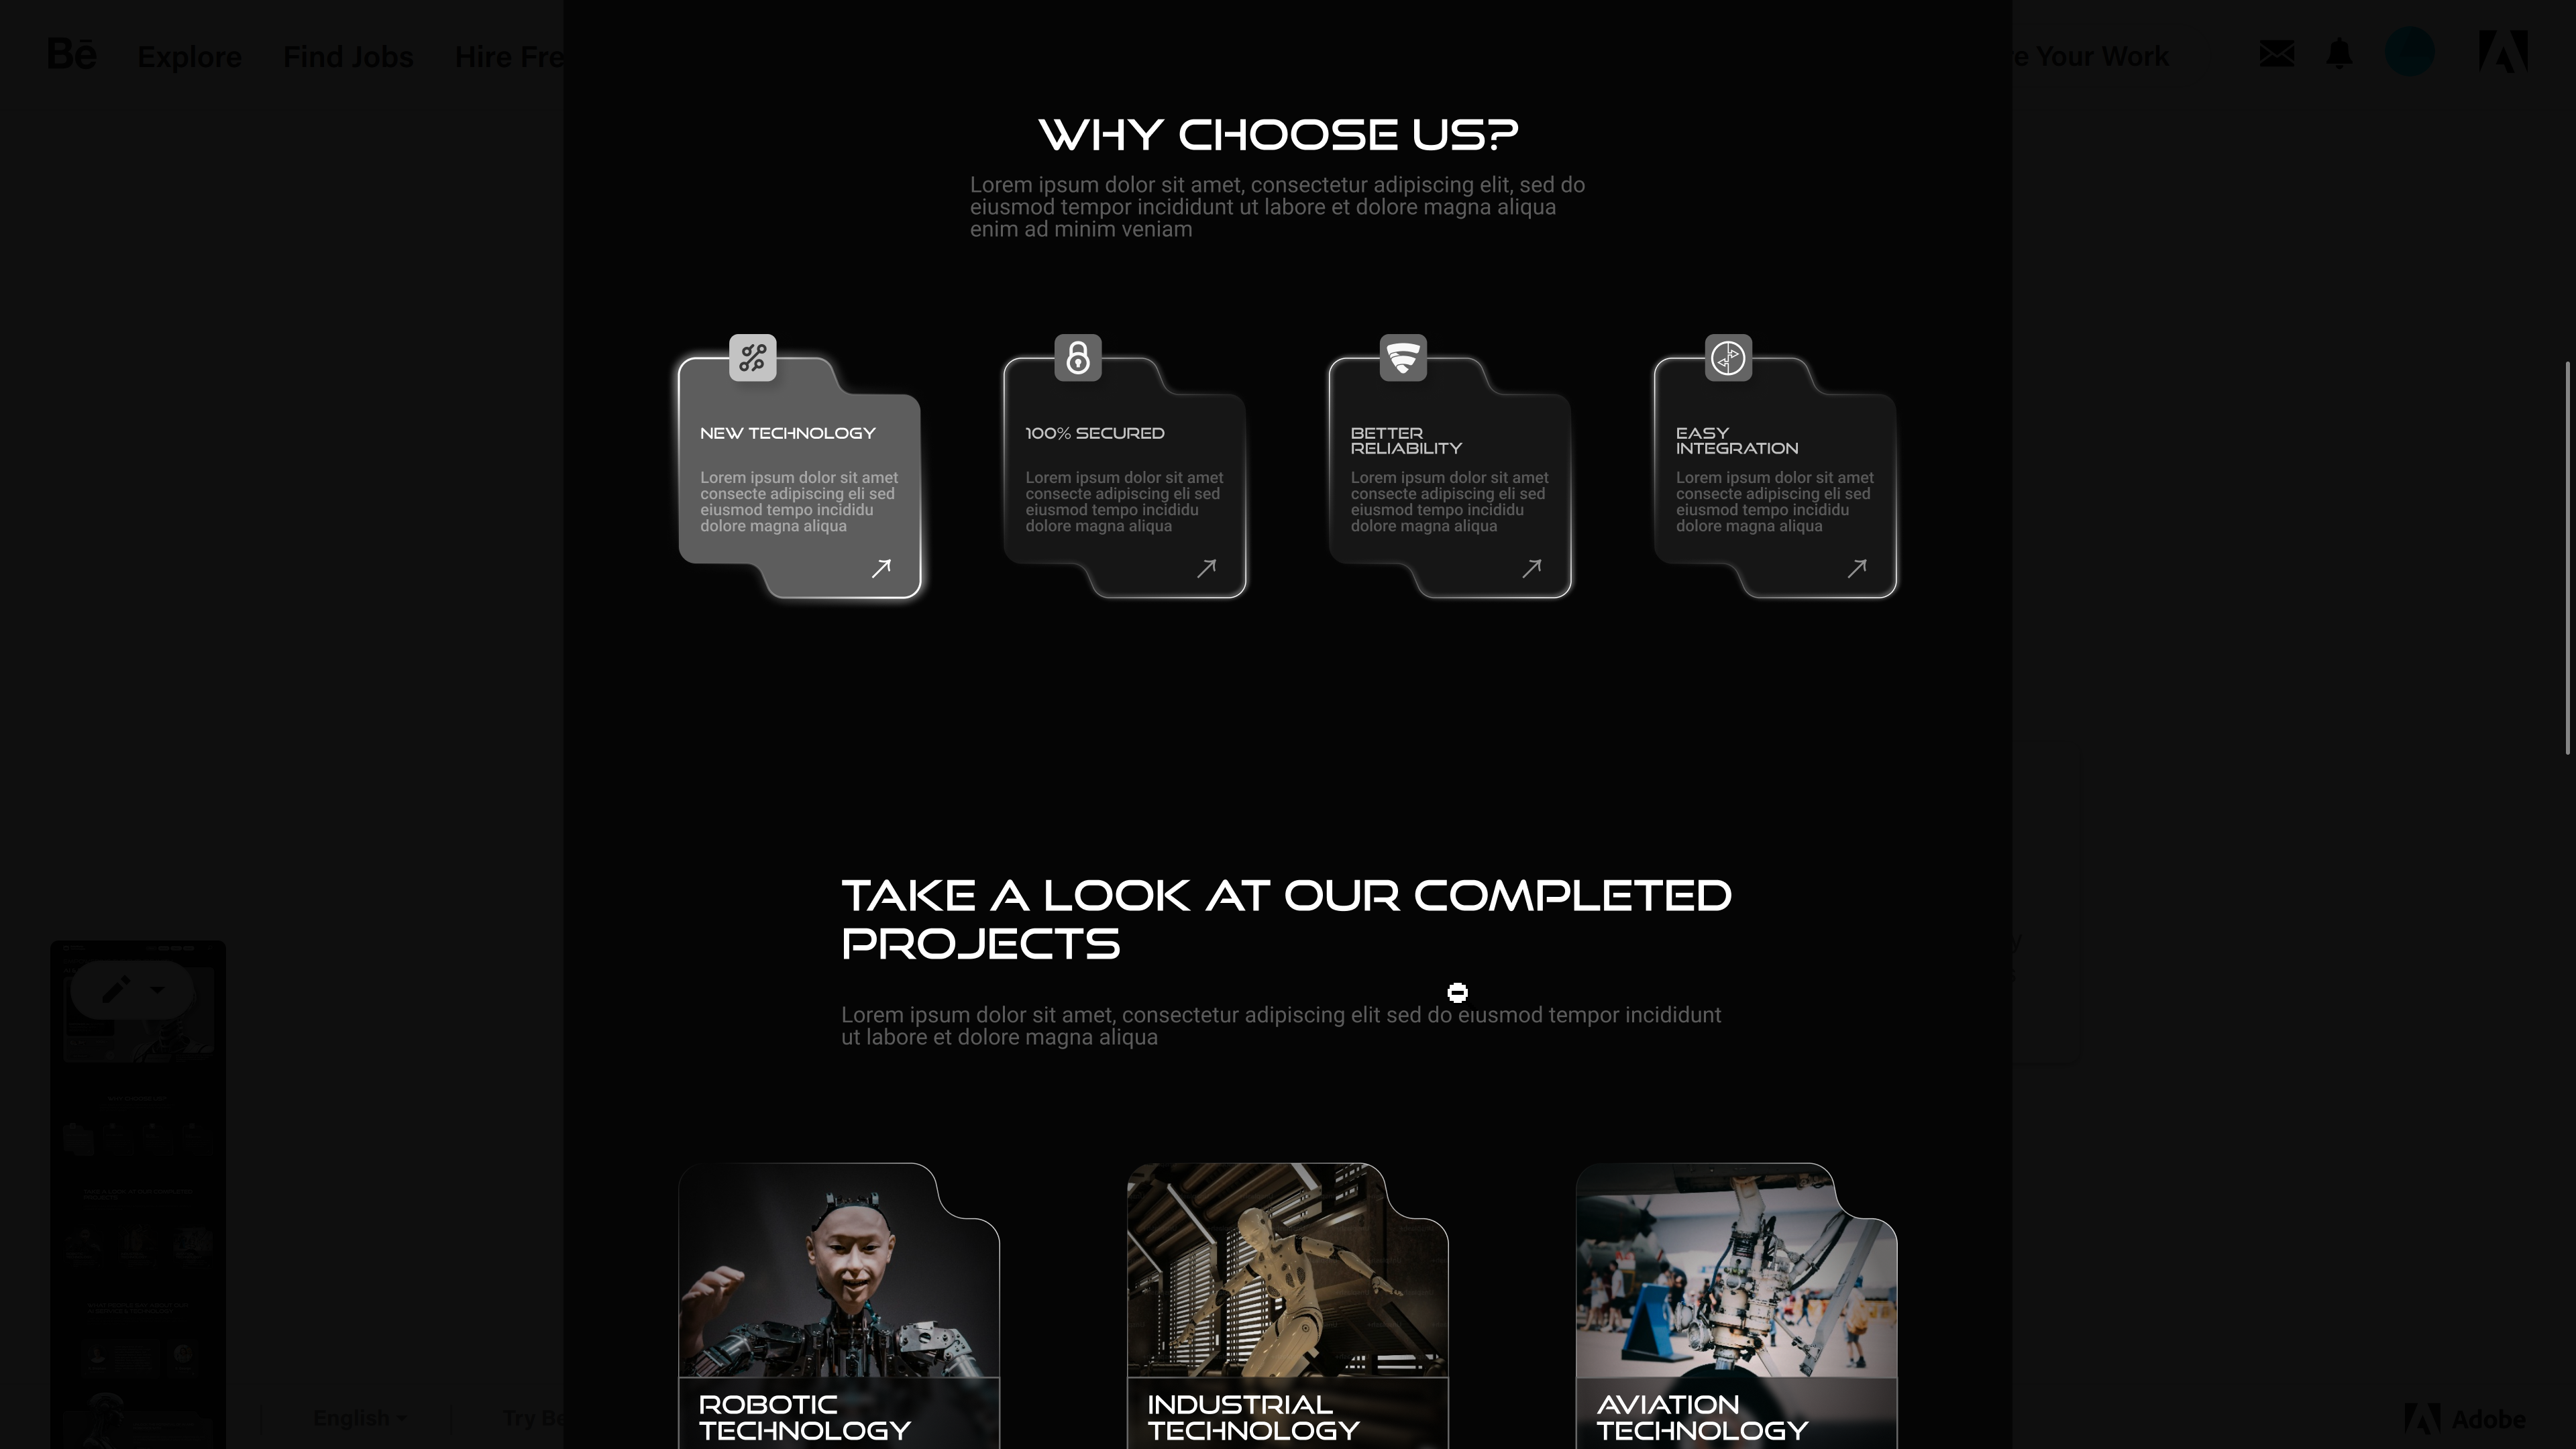 Bē
Explore
Find Jobs
Hire Fre
e Your Work
WHY CHOOSE US?
Lorem ipsum dolor sit amet, consectetur adipiscing elit, sed do
eiusmod tempor incididunt ut labore et dolore magna aliqua
enim ad minim veniam
NEW TECHNOLOGY
Lorem ipsum dolor sit amet
consecte adipiscing eli sed
eiusmod tempo incididu
dolore magna aliqua
100% SECURED
Lorem ipsum dolor sit amet
consecte adipiscing eli sed
eiusmod tempo incididu
dolore magna aliqua
BETTER
RELIABILITY
Lorem ipsum dolor sit amet
consecte adipiscing eli sed
eiusmod tempo incididu
dolore magna aliqua
EASY
INTEGRATION
Lorem ipsum dolor sit amet
consecte adipiscing eli sed
eiusmod tempo incididu
dolore magna aliqua
TAKE A LOOK AT OUR COMPLETED
PROJECTS
Lorem ipsum dolor sit amet, consectetur adipiscing elit sed do eiusmod tempor incididunt
ut labore et dolore magna aliqua
ROBOTIC
TECHNOLOGY
INDUSTRIAL
TECHNOLOGY
AVIATION
TECHNOLOGY
English
Try Be
Adobe